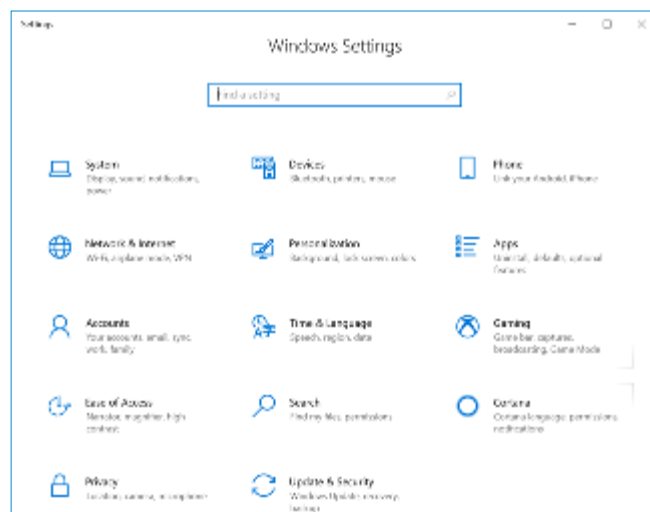 Settings
Windows Settings
Find a setting
System
Display, sound, notifications,
power
Devices
Bluetooth, printers, mouse
Phone
Link your Android, iPhone
Network & Internet
Wi-Fi, airplane mode, VPN
Personalization
Background, lock screen, colors
Apps
Uninstall, defaults, optional
features
Accounts
Your accounts, email, sync,
work, family
Time & Language
Speech, region, date
Gaming
Game bar, captures,
broadcasting, Game Mode
Ease of Access
Narrator, magnifier, high
contrast
Search
Find my files, permissions
Cortana
Cortana language, permissions,
notifications
Privacy
Location, camera, microphone
Update & Security
Windows Update, recovery,
backup